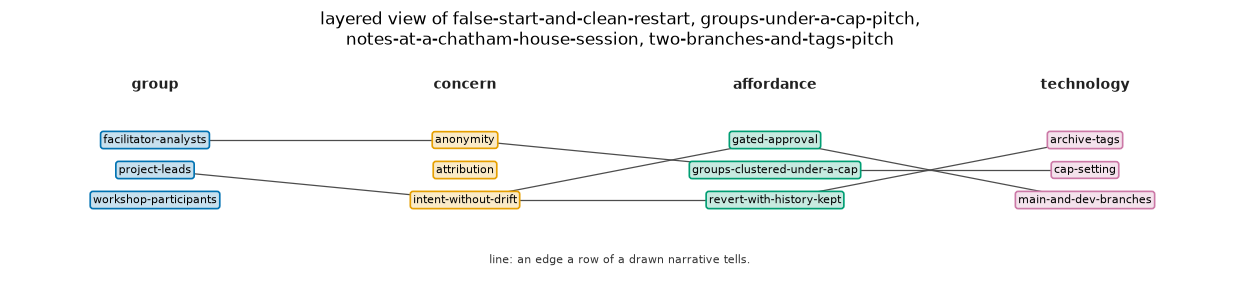 layered view of false-start-and-clean-restart, groups-under-a-cap-pitch,
notes-at-a-chatham-house-session, two-branches-and-tags-pitch
group concern affordance technology
facilitator-analysts anonymity gated-approval archive-tags
project-leads attribution groups-clustered-under-a-cap cap-setting
workshop-participants intent-without-drift revert-with-history-kept main-and-dev-branches
line: an edge a row of a drawn narrative tells.